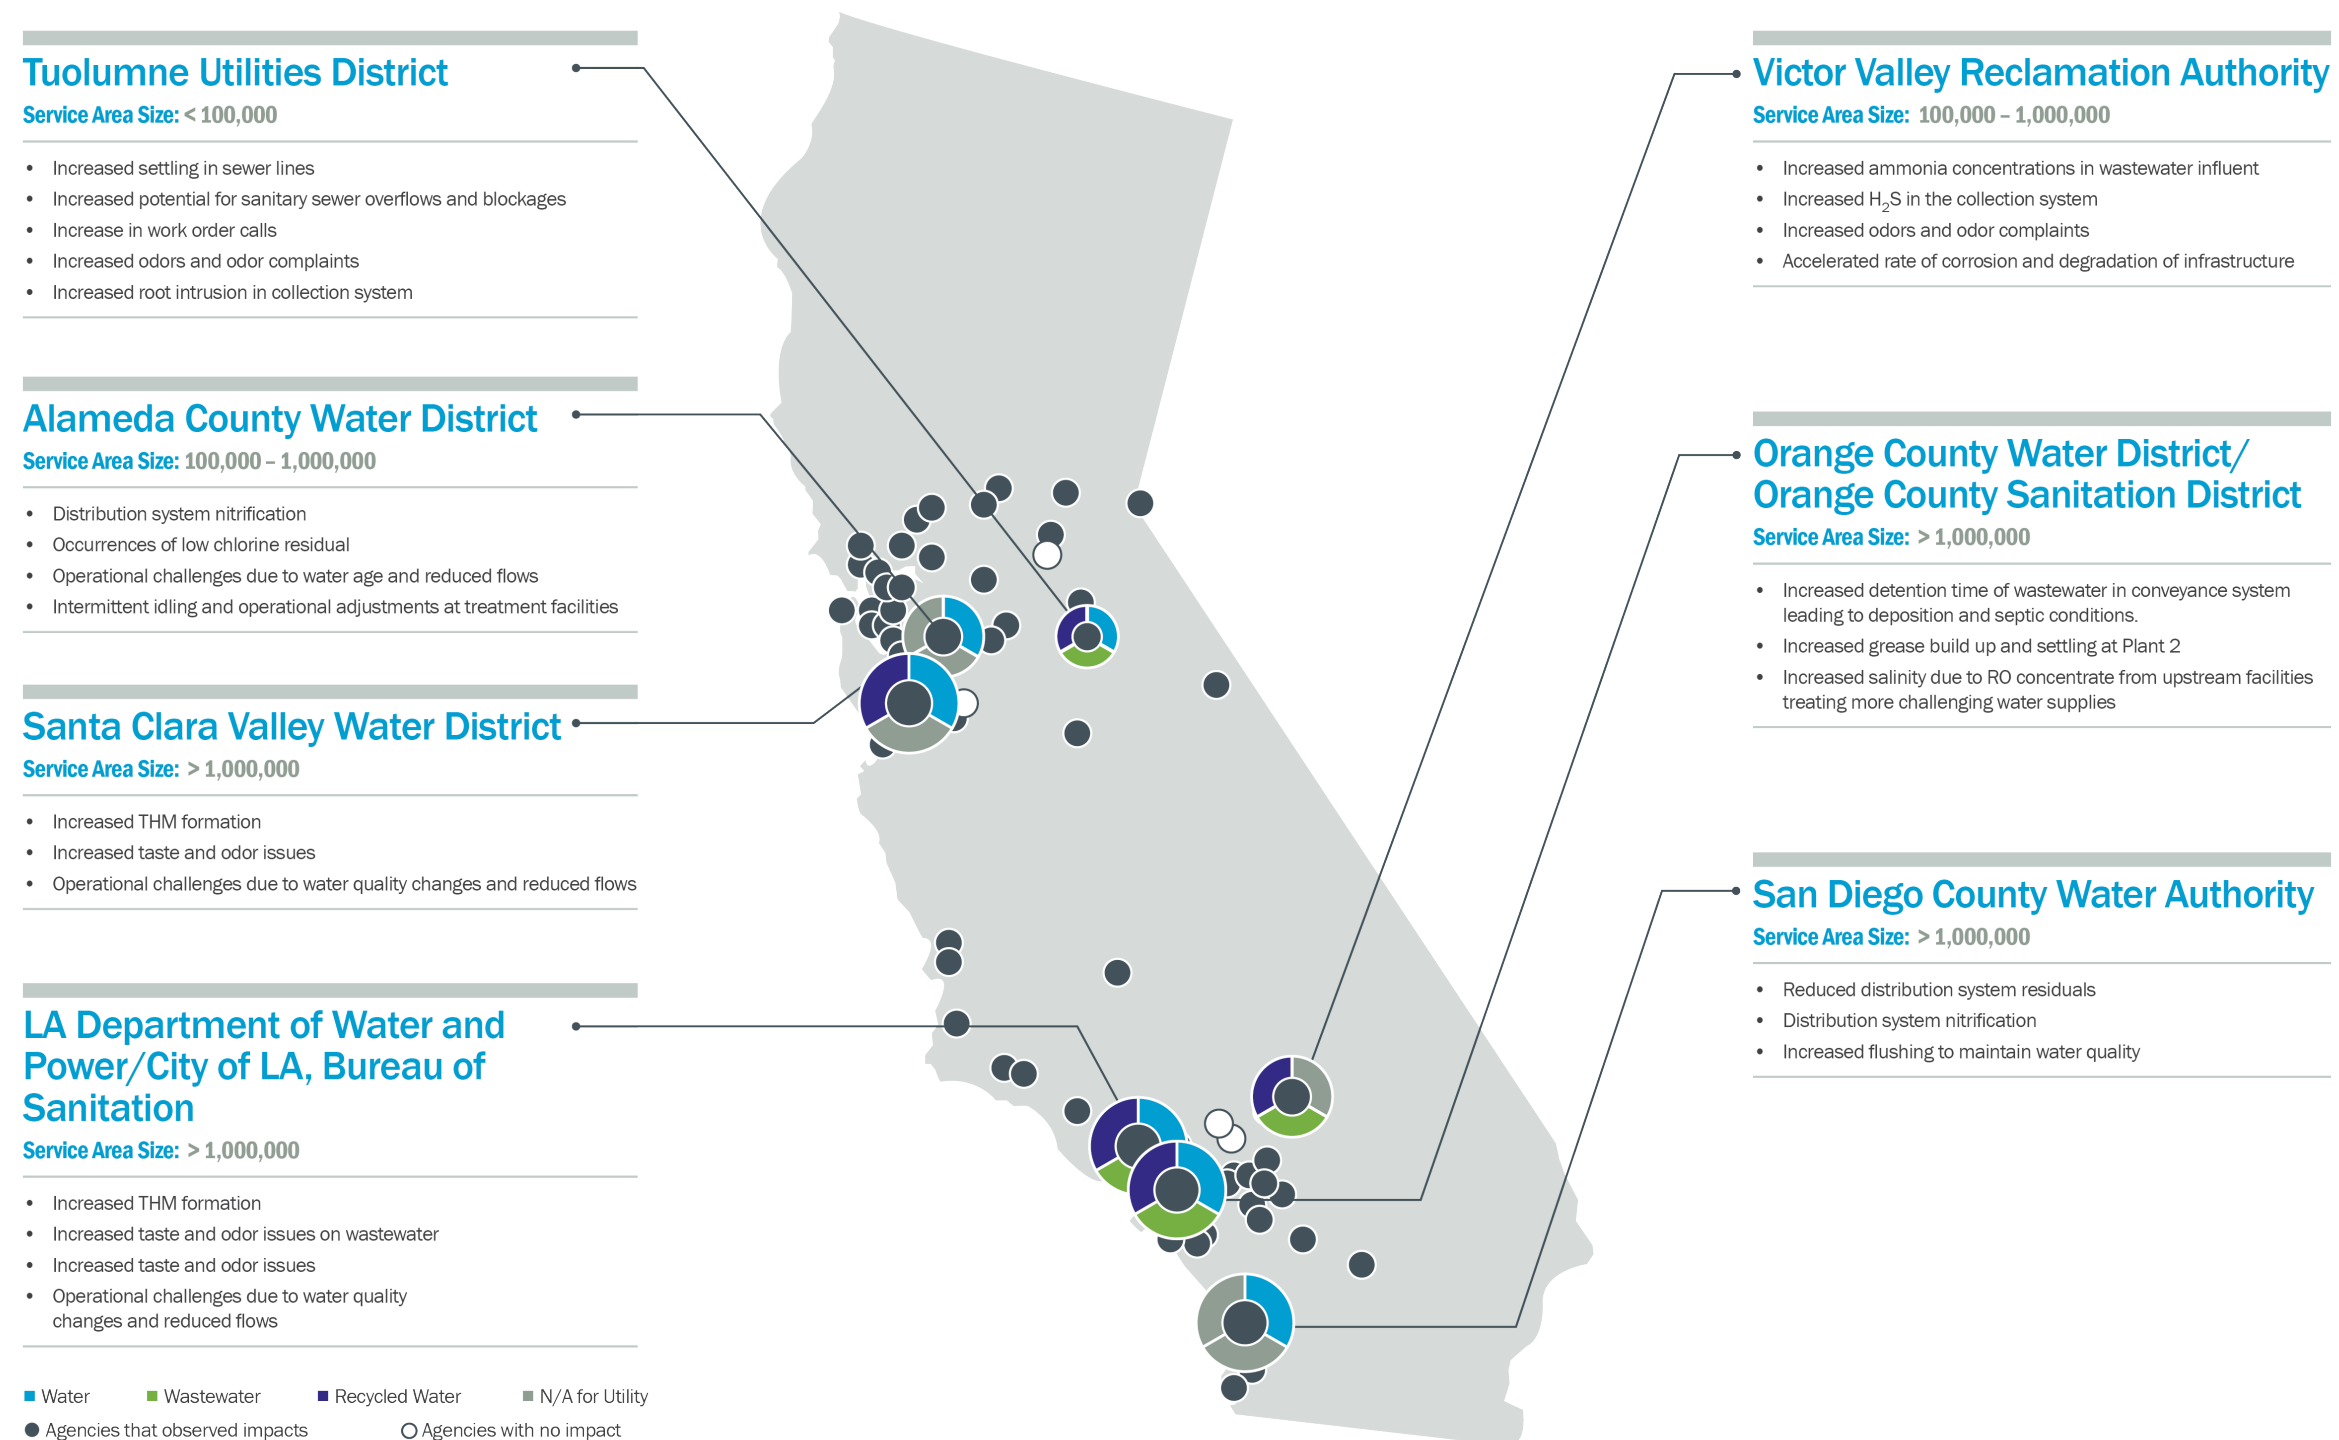 Tuolumne Utilities District
Service Area Size: < 100,000
• Increased settling in sewer lines
• Increased potential for sanitary sewer overflows and blockages
• Increase in work order calls
• Increased odors and odor complaints
• Increased root intrusion in collection system
Alameda County Water District
Service Area Size: 100,000 – 1,000,000
• Distribution system nitrification
• Occurrences of low chlorine residual
• Operational challenges due to water age and reduced flows
• Intermittent idling and operational adjustments at treatment facilities
Santa Clara Valley Water District
Service Area Size: > 1,000,000
• Increased THM formation
• Increased taste and odor issues
• Operational challenges due to water quality changes and reduced flows
LA Department of Water and
Power/City of LA, Bureau of
Sanitation
Service Area Size: > 1,000,000
• Increased THM formation
• Increased taste and odor issues on wastewater
• Increased taste and odor issues
• Operational challenges due to water quality
changes and reduced flows
Water
Wastewater
Recycled Water
N/A for Utility
Agencies that observed impacts
Agencies with no impact
Victor Valley Reclamation Authority
Service Area Size: 100,000 – 1,000,000
• Increased ammonia concentrations in wastewater influent
• Increased H₂S in the collection system
• Increased odors and odor complaints
• Accelerated rate of corrosion and degradation of infrastructure
Orange County Water District/
Orange County Sanitation District
Service Area Size: > 1,000,000
• Increased detention time of wastewater in conveyance system
leading to deposition and septic conditions.
• Increased grease build up and settling at Plant 2
• Increased salinity due to RO concentrate from upstream facilities
treating more challenging water supplies
San Diego County Water Authority
Service Area Size: > 1,000,000
• Reduced distribution system residuals
• Distribution system nitrification
• Increased flushing to maintain water quality